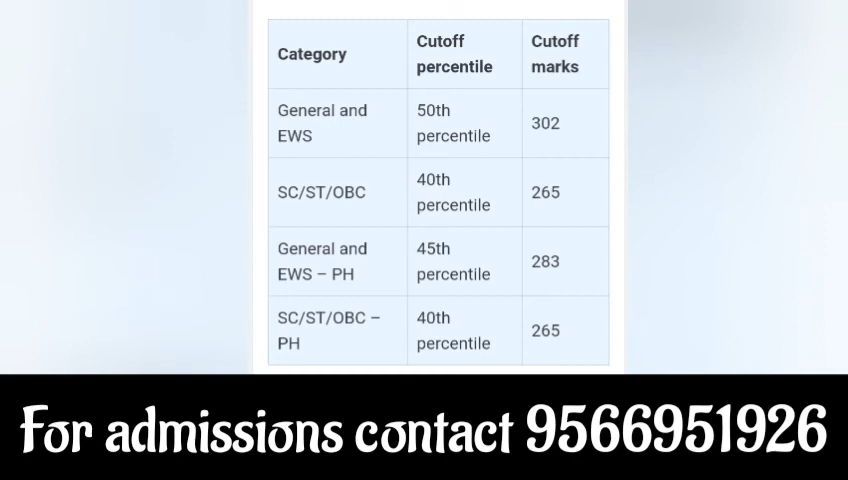 Category Cutoff percentile Cutoff marks
General and EWS 50th percentile 302
SC/ST/OBC 40th percentile 265
General and EWS – PH 45th percentile 283
SC/ST/OBC – PH 40th percentile 265
For admissions contact 9566951926